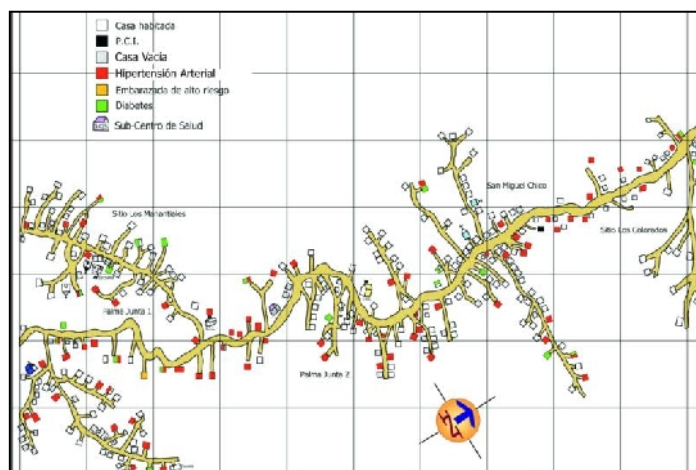 Casa habitada
P.C.I.
Casa Vacia
Hipertensión Arterial
Embarazada de alto riesgo
Diabetes
Sub-Centro de Salud
San Miguel Chico
Sitio Los Manantiales
Sitio Los Colorados
Palma Junta 1
Palma Junta 2